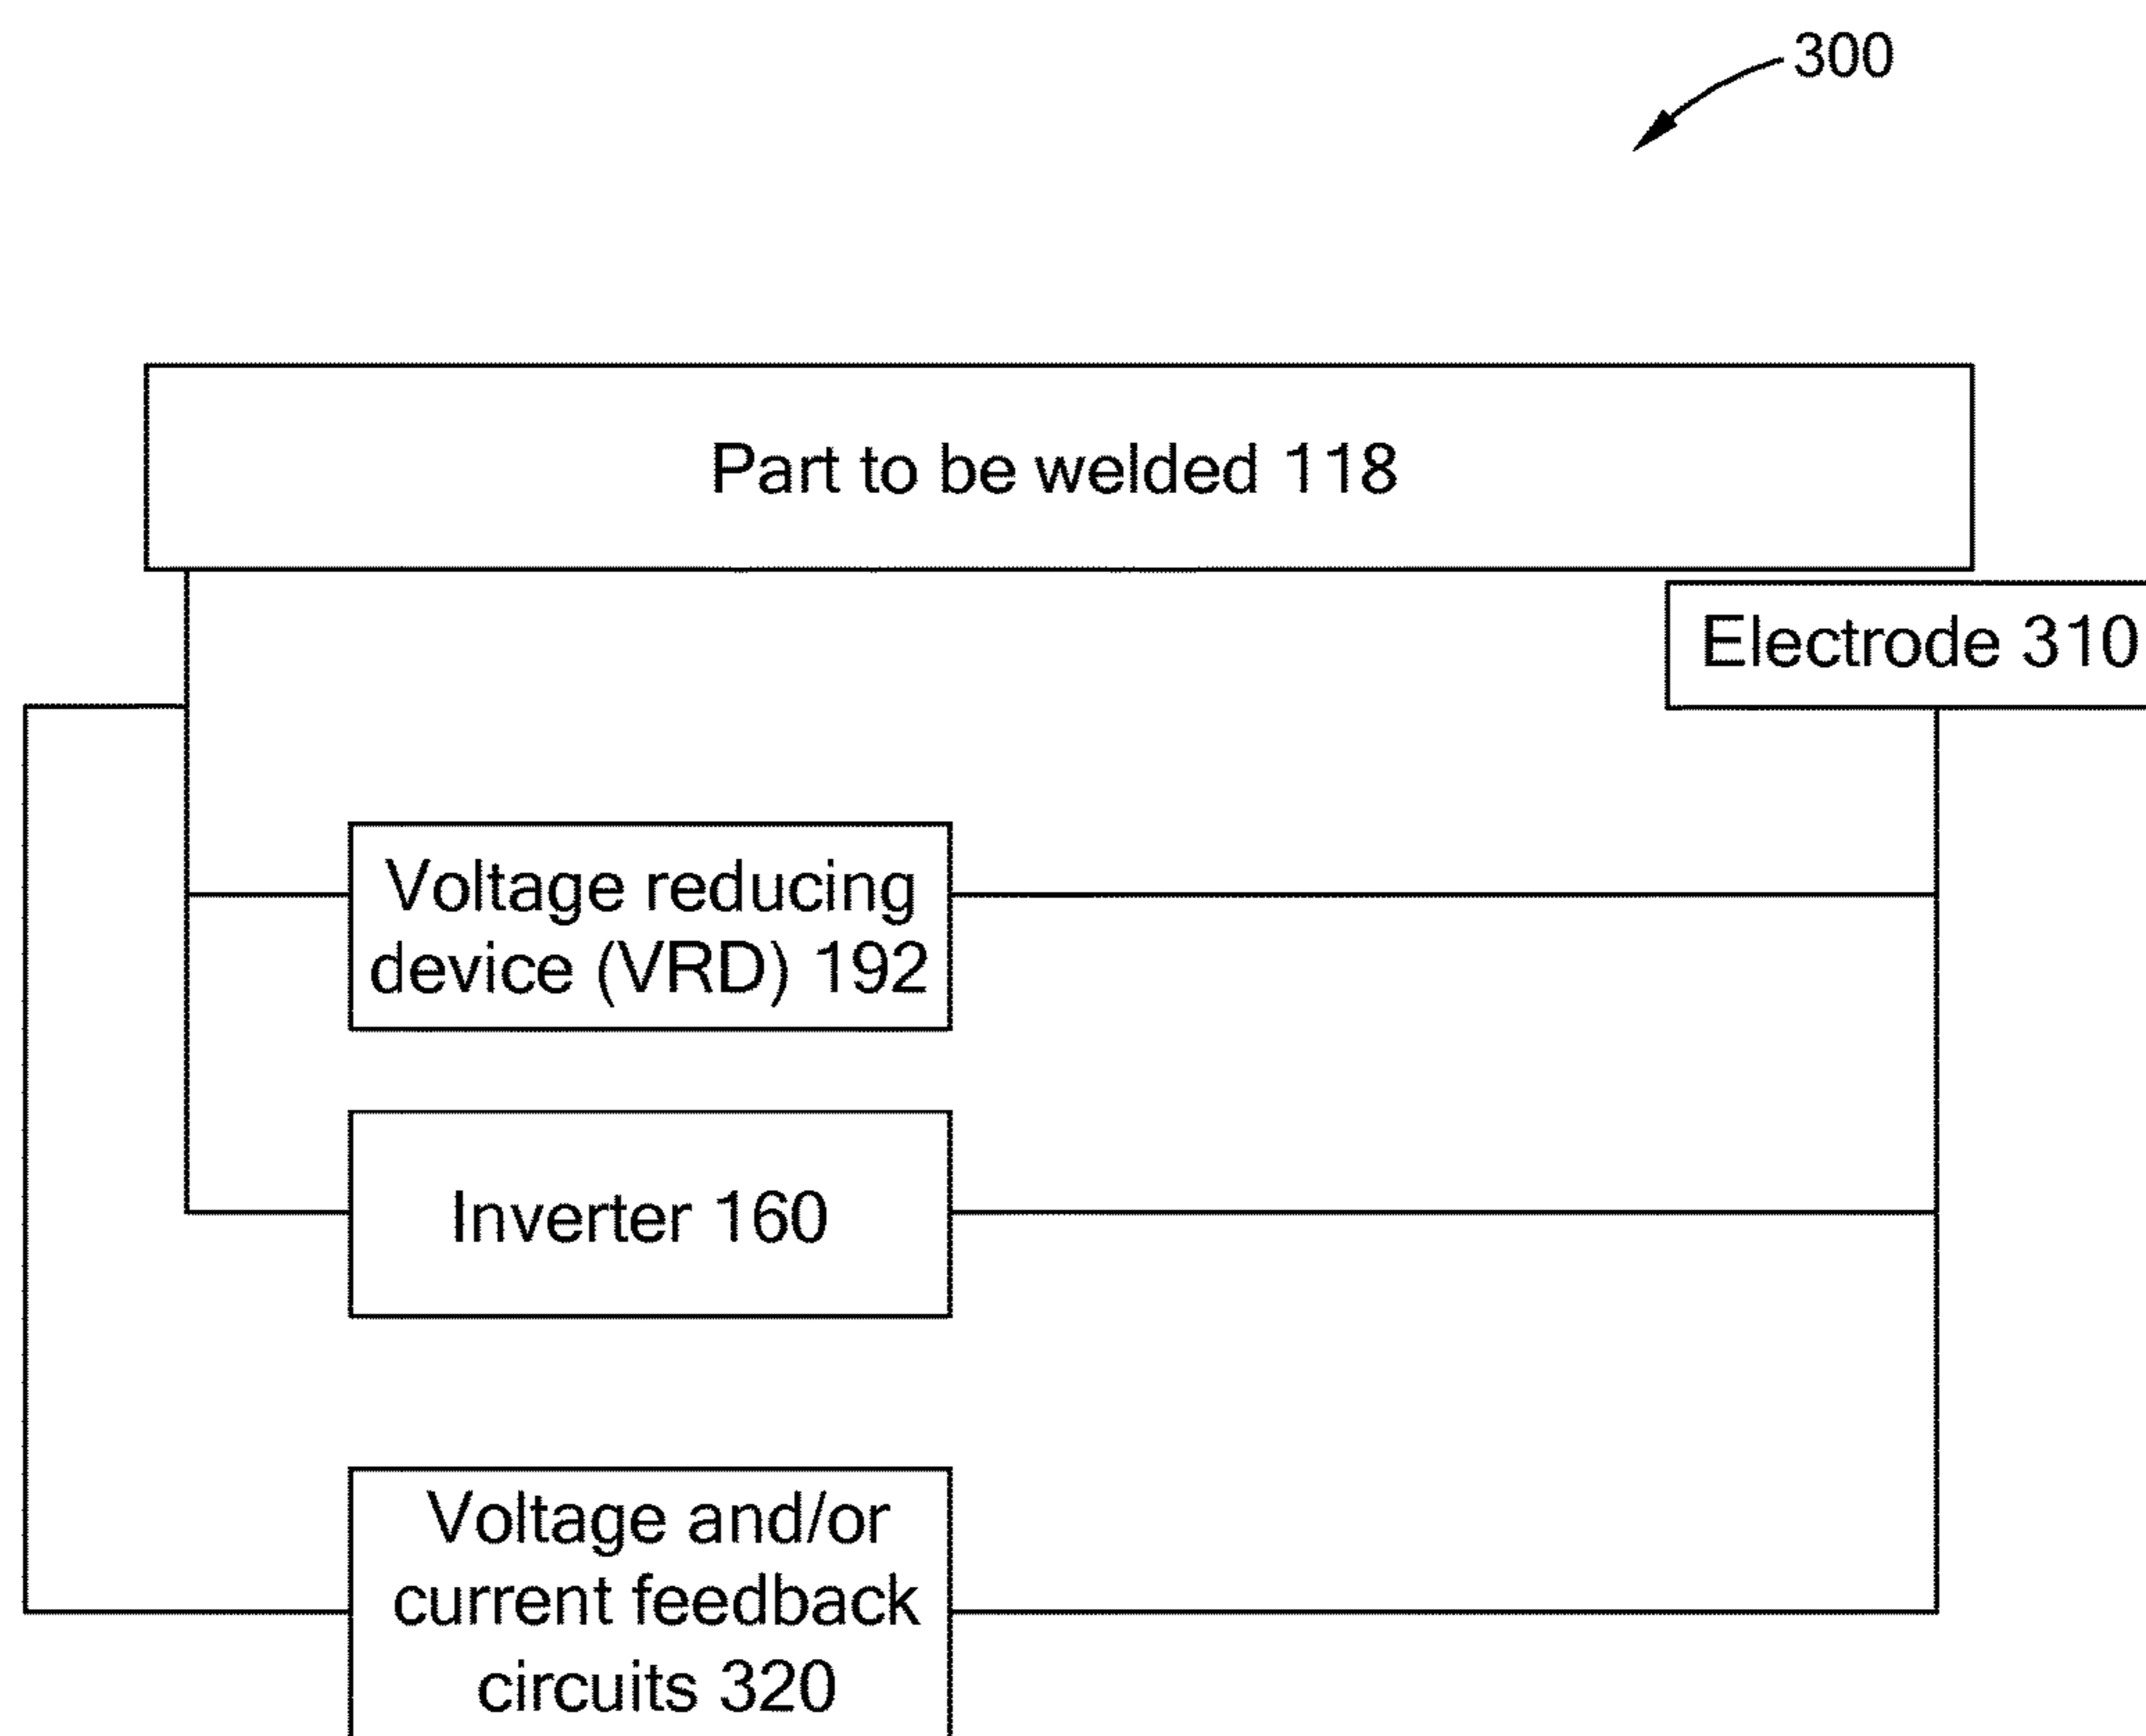 300
Part to be welded 118
Electrode 310
Voltage reducing
device (VRD) 192
Inverter 160
Voltage and/or
current feedback
circuits 320